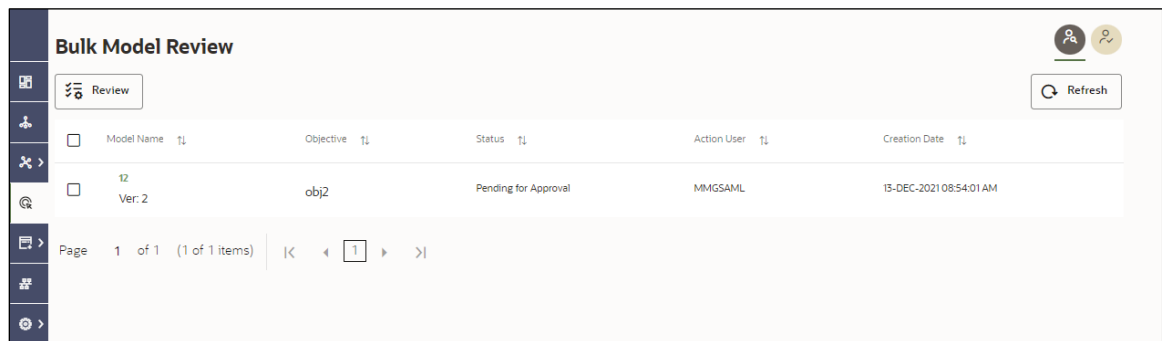 Bulk Model Review
Review
Refresh
Model Name Objective Status Action User Creation Date
12
Ver: 2 obj2 Pending for Approval MMGSAML 13-DEC-2021 08:54:01 AM
Page 1 of 1 (1 of 1 items) 1